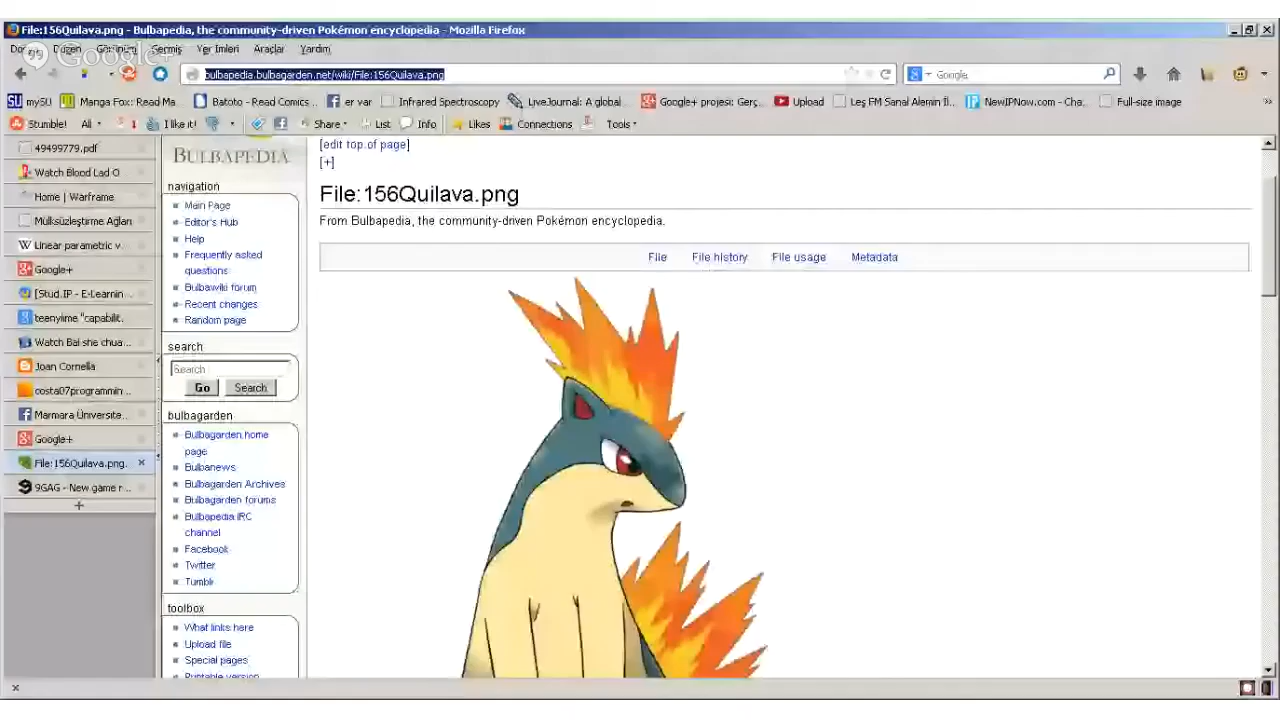 File:156Quilava.png - Bulbapedia, the community-driven Pokémon encyclopedia - Mozilla Firefox
Düzen Görünüm Geçmiş Yer İmleri Araçlar Yardım
Google+
bulbapedia.bulbagarden.net/wiki/File:156Quilava.png
Google
mySU Manga Fox: Read Ma... Batoto - Read Comics ... er var Infrared Spectroscopy LiveJournal: A global ... Google+ projesi: Gerç... Upload Leş FM Sanal Alemin İl... NewIPNow.com - Cha... Full-size image
Stumble! All 1 I like it! Share List Info Likes Connections Tools
49499779.pdf
Watch Blood Lad O
Home | Warframe
Mülksüzleştirme Ağları
Linear parametric v...
Google+
[Stud.IP - E-Learnin...
teenyiime "capabilit...
Watch Bai-she chua...
Joan Cornella
costa07programmin...
Marmara Üniversite...
Google+
File:156Quilava.png...
9GAG - New game r...
+
BULBAPEDIA
navigation
Main Page
Editor's Hub
Help
Frequently asked
questions
Bulbawiki forum
Recent changes
Random page
search
Search
Go Search
bulbagarden
Bulbagarden home
page
Bulbanews
Bulbagarden Archives
Bulbagarden forums
Bulbapedia IRC
channel
Facebook
Twitter
Tumblr
toolbox
What links here
Upload file
Special pages
Printable version
[edit top of page]
[+]
File:156Quilava.png
From Bulbapedia, the community-driven Pokémon encyclopedia.
File File history File usage Metadata